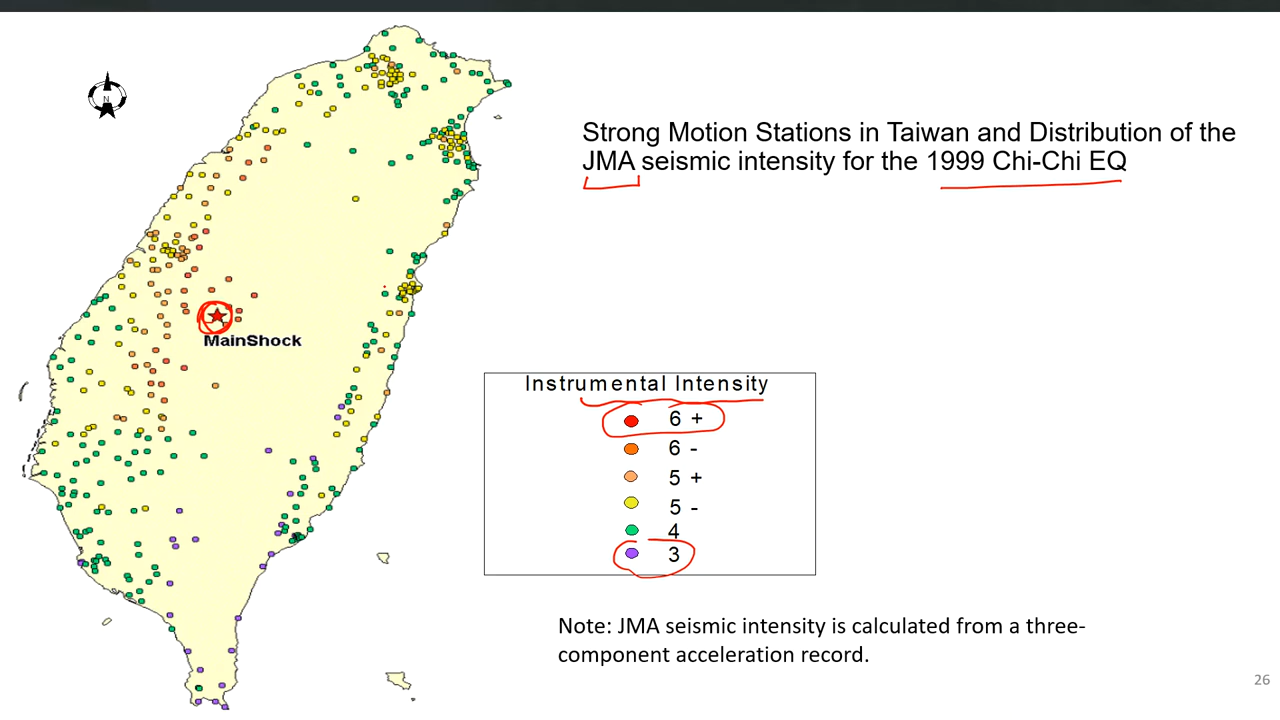 N
Strong Motion Stations in Taiwan and Distribution of the
JMA seismic intensity for the 1999 Chi-Chi EQ
MainShock
Instrumental Intensity
6 +
6 -
5 +
5 -
4
3
Note: JMA seismic intensity is calculated from a three-
component acceleration record.
26